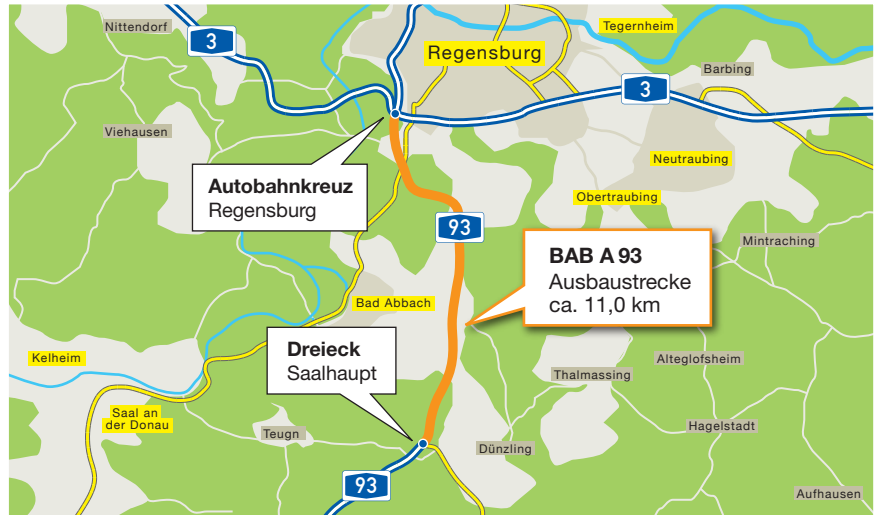 Nittendorf
3
Tegernheim
Regensburg
Barbing
3
Viehausen
Neutraubing
Autobahnkreuz
Regensburg
Obertraubing
93
Mintraching
BAB A 93
Ausbaustrecke
ca. 11,0 km
Bad Abbach
Dreieck
Saalhaupt
Kelheim
Alteglofsheim
Thalmassing
Saal an
der Donau
Teugn
Hagelstadt
Dünzling
93
Aufhausen